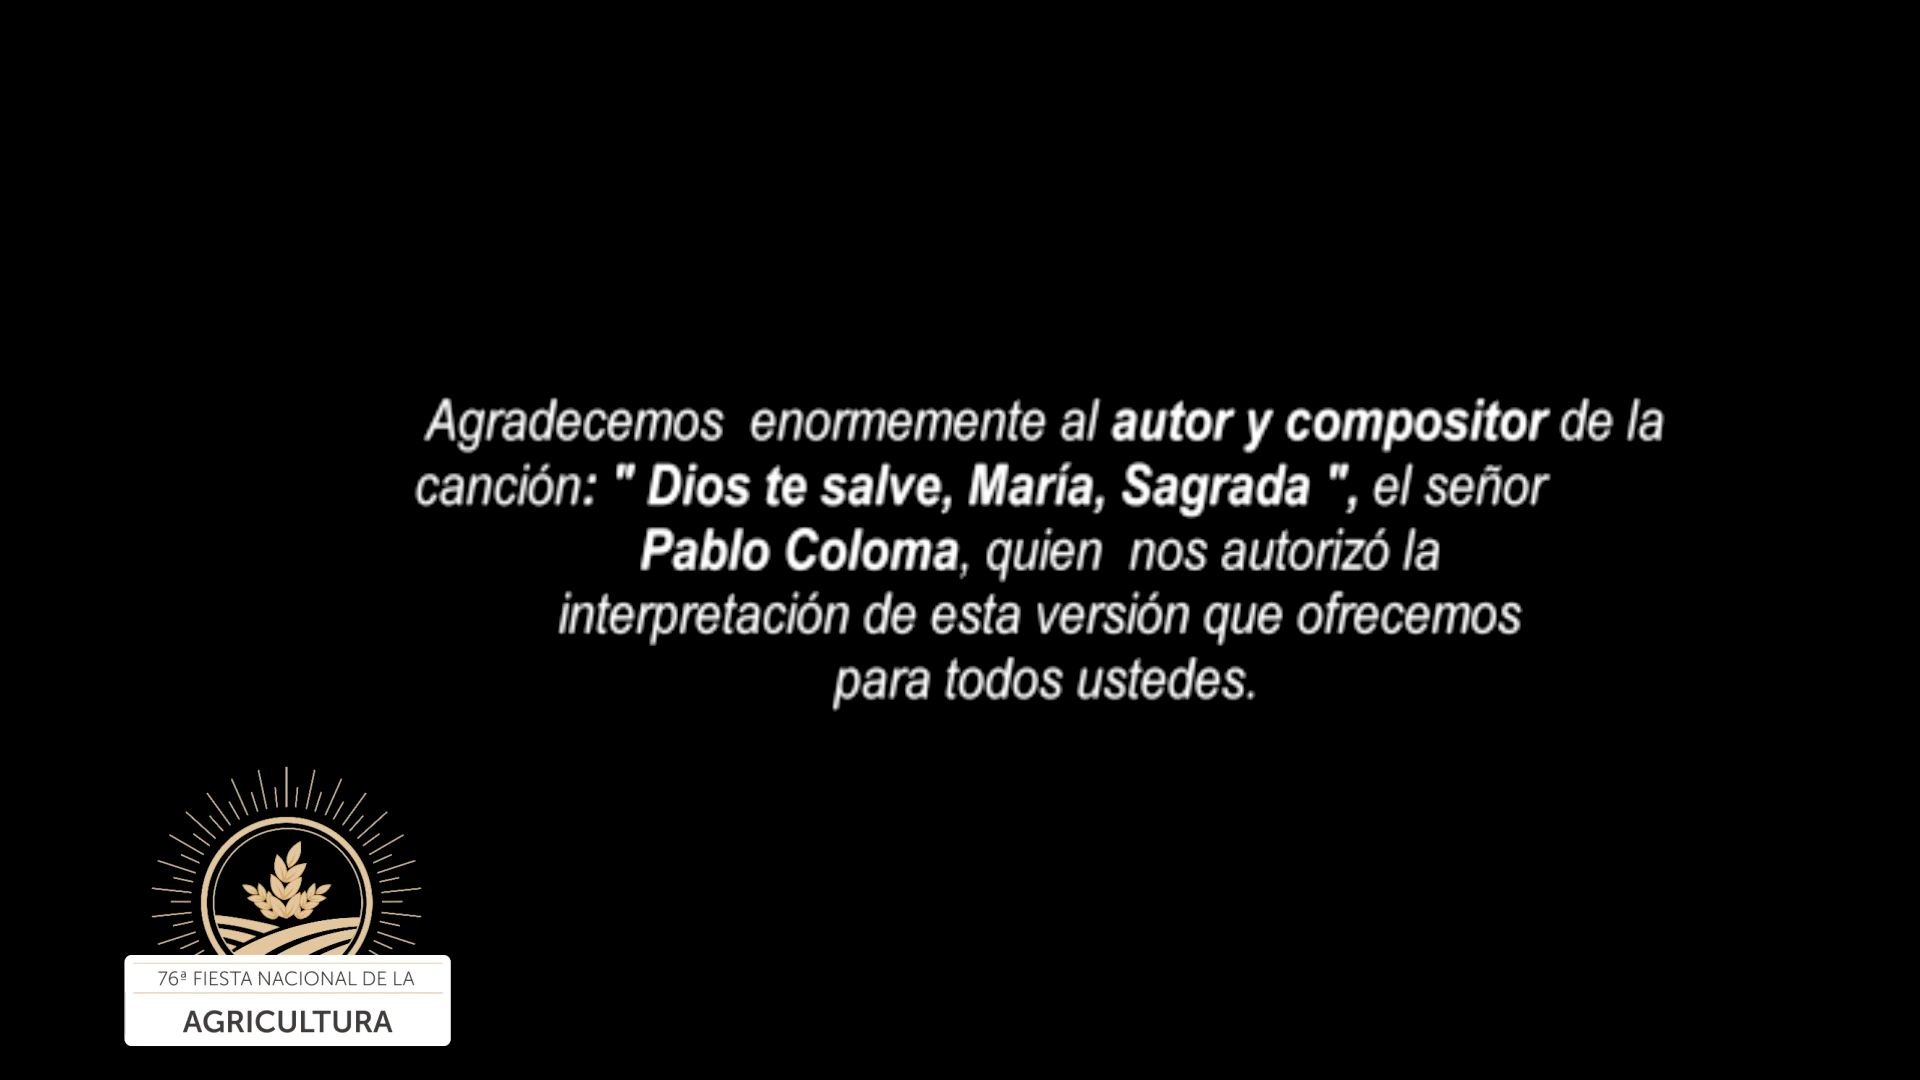 Agradecemos enormemente al autor y compositor de la
canción: " Dios te salve, María, Sagrada ", el señor
Pablo Coloma, quien nos autorizó la
interpretación de esta versión que ofrecemos
para todos ustedes.
76ª FIESTA NACIONAL DE LA
AGRICULTURA